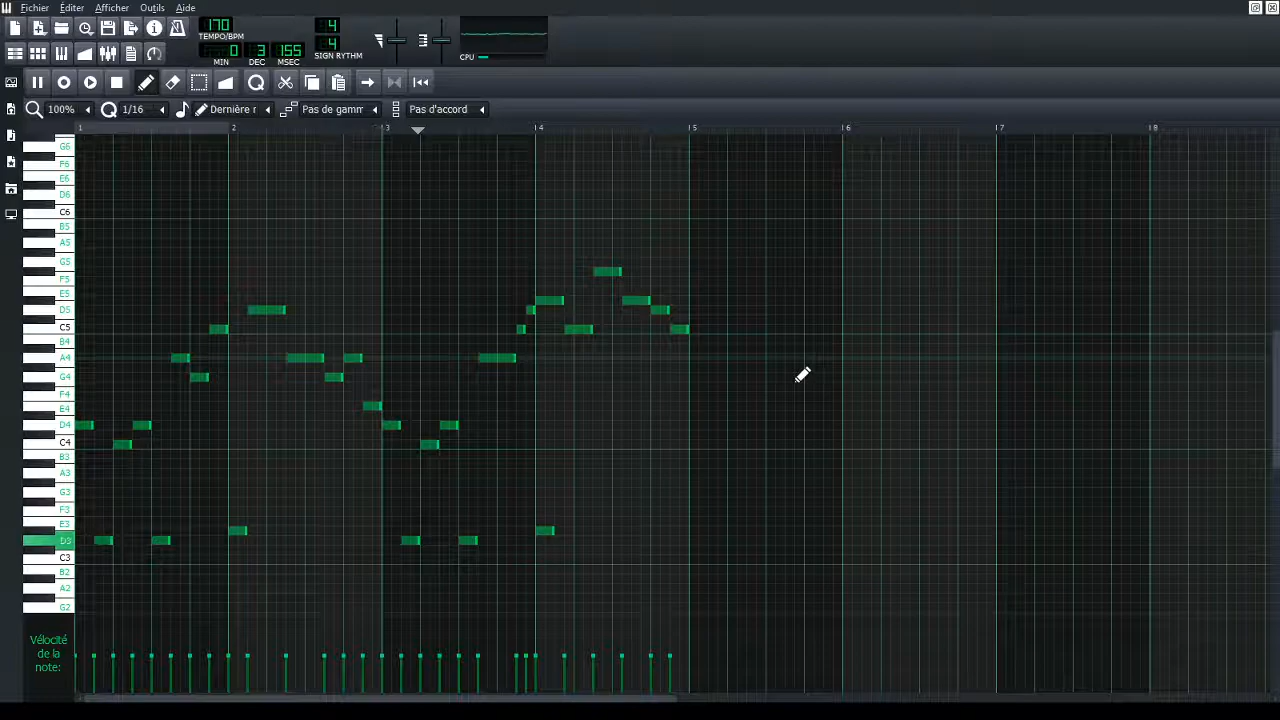 Fichier Éditer Afficher Outils Aide
170
TEMPO/BPM
4
4
SIGN RYTHM
0 3 155
MIN DEC MSEC
CPU
100% 1/16 Dernière r Pas de gamm Pas d'accord
1 2 3 4 5 6 7 8
G6
F6
E6
D6
C6
B5
A5
G5
F5
E5
D5
C5
B4
A4
G4
F4
E4
D4
C4
B3
A3
G3
F3
E3
D3
C3
B2
A2
G2
Vélocité
de la
note: